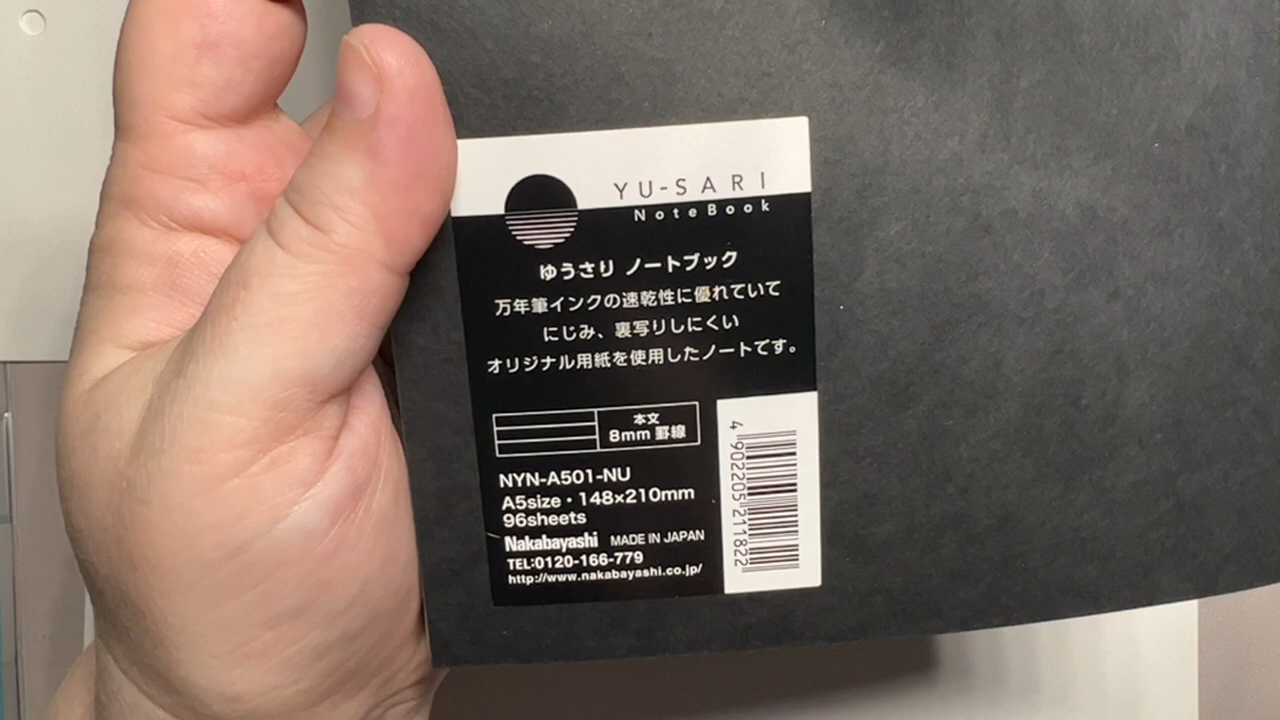 YU-SARI
NoteBook
ゆうさり ノートブック
万年筆インクの速乾性に優れていて
にじみ、裏写りしにくい
オリジナル用紙を使用したノートです。
本文
8mm 罫線
NYN-A501-NU
A5size・148×210mm
96sheets
Nakabayashi MADE IN JAPAN
TEL:0120-166-779
http://www.nakabayashi.co.jp/
4 902205 211822